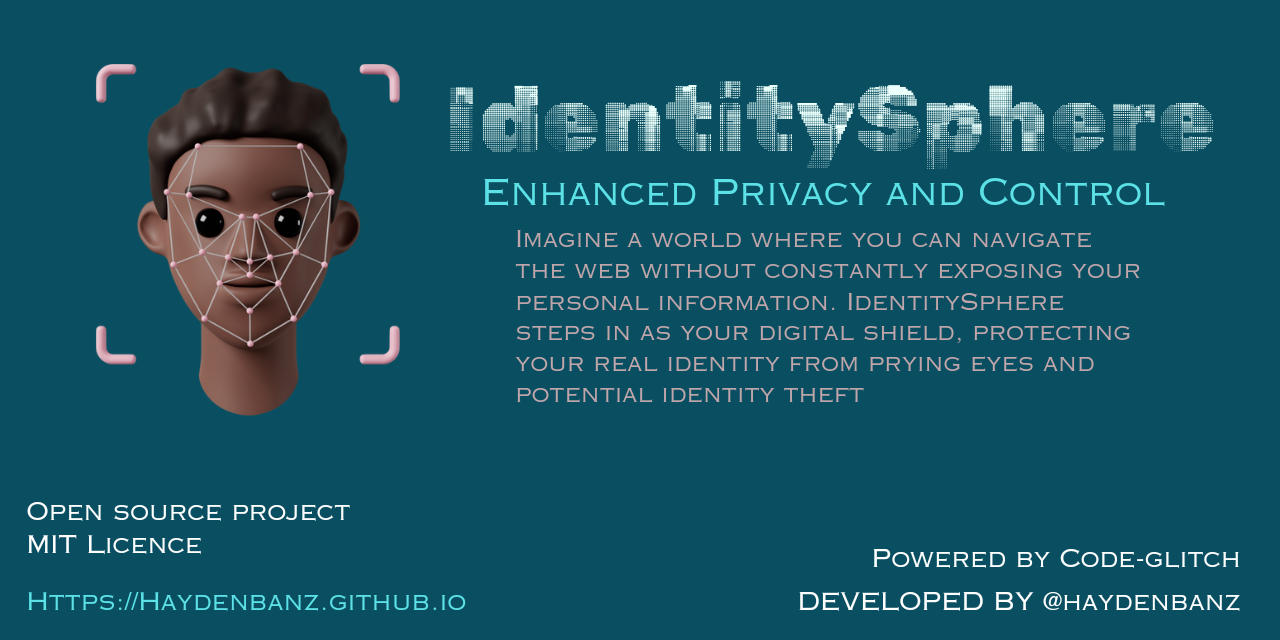 identitySphere
Enhanced Privacy and Control
Imagine a world where you can navigate
the web without constantly exposing your
personal information. IdentitySphere
steps in as your digital shield, protecting
your real identity from prying eyes and
potential identity theft
Open source project
MIT Licence
Https://Haydenbanz.github.io
Powered by Code-glitch
DEVELOPED BY @haydenbanz